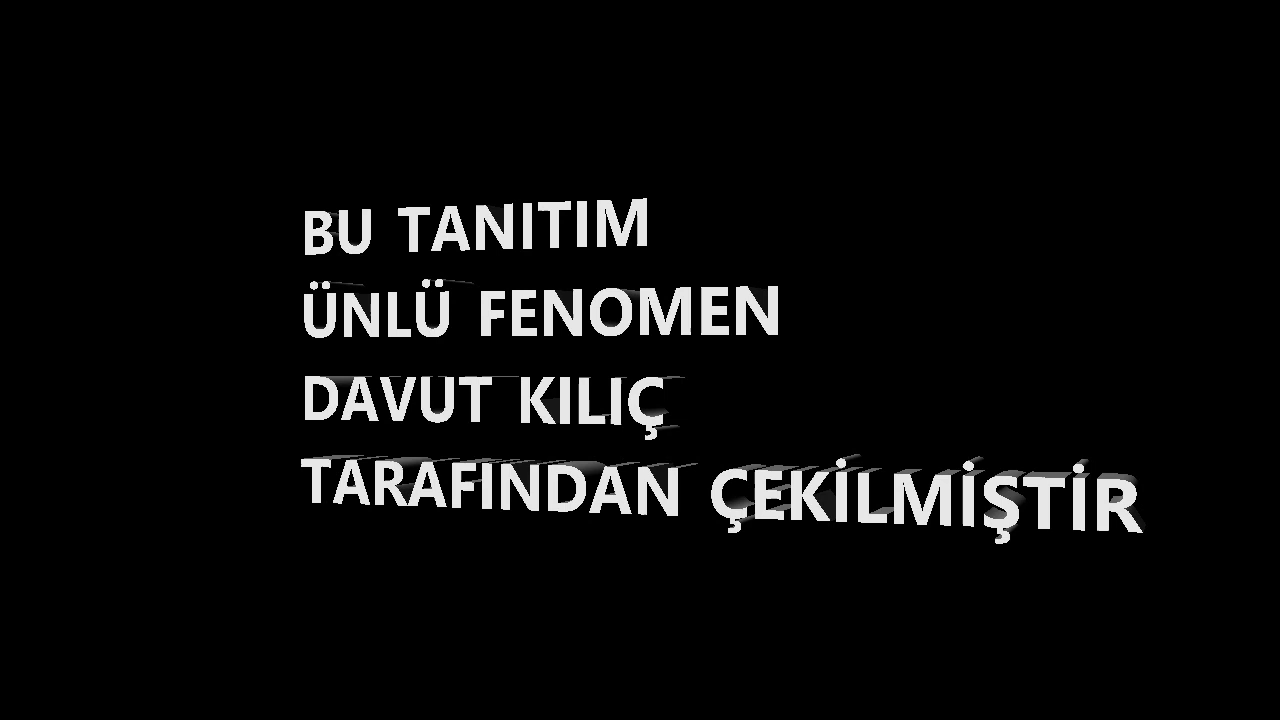 BU TANITIM
ÜNLÜ FENOMEN
DAVUT KILIÇ
TARAFINDAN ÇEKİLMİŞTİR